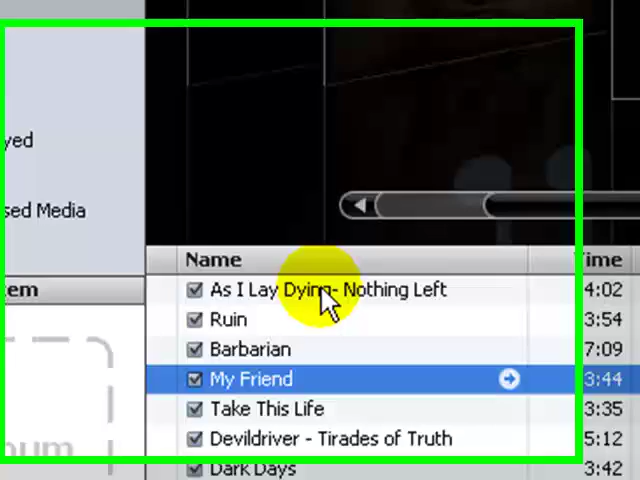 yed
sed Media
em
Name
Time
As I Lay Dying- Nothing Left
4:02
Ruin
3:54
Barbarian
7:09
My Friend
3:44
Take This Life
3:35
Devildriver - Tirades of Truth
5:12
Dark Days
3:42